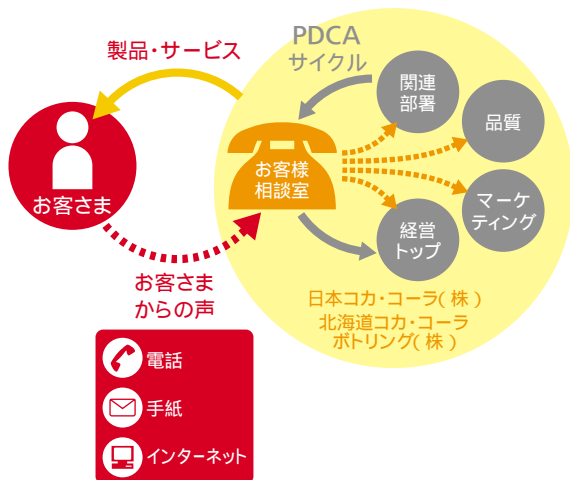 製品・サービス
PDCA
サイクル
関連
部署
品質
お客様
相談室
お客さま
マーケ
ティング
経営
トップ
お客さま
からの声
日本コカ・コーラ(株)
北海道コカ・コーラ
ボトリング(株)
電話
手紙
インターネット